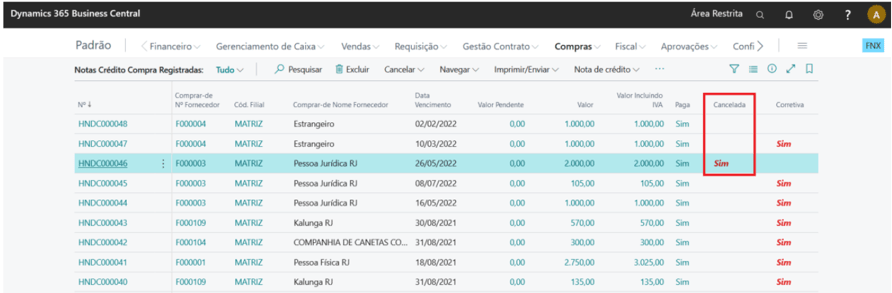 Dynamics 365 Business Central Área Restrita ? A
Padrão Financeiro Gerenciamento de Caixa Vendas Requisição Gestão Contrato Compras Fiscal Aprovações Confi FNX
Notas Crédito Compra Registradas: Tudo Pesquisar Excluir Cancelar Navegar Imprimir/Enviar Nota de crédito ...
Nº ↓ Comprar-de Nº Fornecedor Cód. Filial Comprar-de Nome Fornecedor Data Vencimento Valor Pendente Valor Valor Incluindo IVA Paga Cancelada Corretiva
HNDC000048 F000004 MATRIZ Estrangeiro 02/02/2022 0,00 1.000,00 1.000,00 Sim
HNDC000047 F000004 MATRIZ Estrangeiro 10/03/2022 0,00 1.000,00 1.000,00 Sim Sim
HNDC000046 F000003 MATRIZ Pessoa Jurídica RJ 26/05/2022 0,00 2.000,00 2.000,00 Sim Sim
HNDC000045 F000003 MATRIZ Pessoa Jurídica RJ 08/07/2022 0,00 105,00 105,00 Sim Sim
HNDC000044 F000003 MATRIZ Pessoa Jurídica RJ 16/05/2022 0,00 1.000,00 1.000,00 Sim Sim
HNDC000043 F000109 MATRIZ Kalunga RJ 30/08/2021 0,00 570,00 570,00 Sim Sim
HNDC000042 F000104 MATRIZ COMPANHIA DE CANETAS CO... 31/08/2021 0,00 300,00 300,00 Sim Sim
HNDC000041 F000001 MATRIZ Pessoa Física RJ 18/08/2021 0,00 2.750,00 3.025,00 Sim Sim
HNDC000040 F000109 MATRIZ Kalunga RJ 31/08/2021 0,00 135,00 135,00 Sim Sim